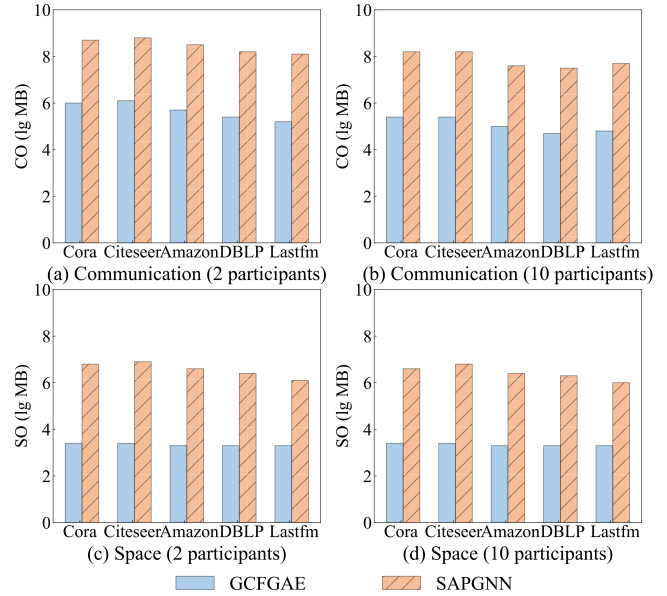 10
8
6
4
2
0
CO (lg MB)
Cora Citeseer Amazon DBLP Lastfm
(a) Communication (2 participants)
10
8
6
4
2
0
CO (lg MB)
Cora Citeseer Amazon DBLP Lastfm
(b) Communication (10 participants)
10
8
6
4
2
0
SO (lg MB)
Cora Citeseer Amazon DBLP Lastfm
(c) Space (2 participants)
10
8
6
4
2
0
SO (lg MB)
Cora Citeseer Amazon DBLP Lastfm
(d) Space (10 participants)
GCFGAE SAPGNN